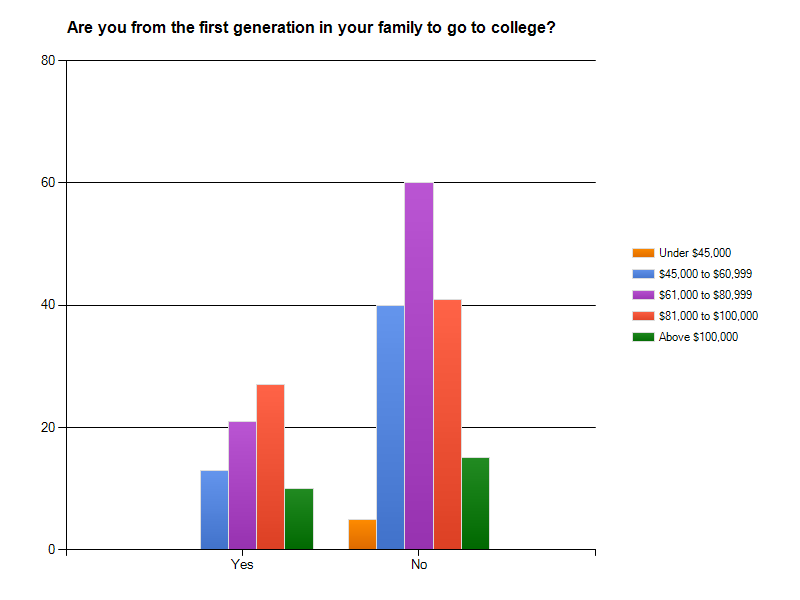 Are you from the first generation in your family to go to college?
80
60
40
20
0
Yes
No
Under $45,000
$45,000 to $60,999
$61,000 to $80,999
$81,000 to $100,000
Above $100,000